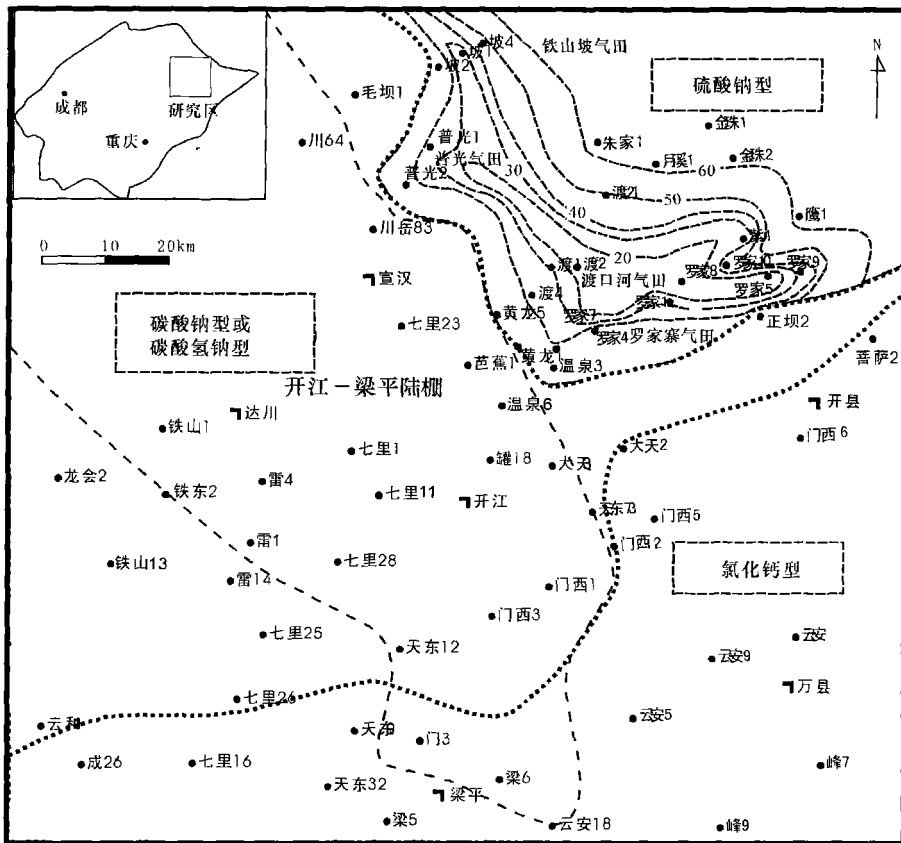 成都
重庆
研究区
N
0 10 20km
坡4
坡1
坡2
铁山坡气田
硫酸钠型
毛坝1
川64
普光1
普光气田
普光2
金珠1
朱家1
月溪1
金珠2
60
30
50
渡2
40
鹰1
川岳83
20
渡1
渡2
罗家8
罗家9
宣汉
渡口河气田
罗家5
渡4
黄龙5
罗家7
罗家1
碳酸钠型或
碳酸氢钠型
七里23
罗家4
罗家寨气田
正坝2
芭蕉1
黄龙
温泉3
菩萨2
开江－梁平陆棚
温泉6
开县
达川
铁山1
大天2
门西6
七里1
罐18
大天
龙会2
铁东2
雷4
七里11
开江
天东73
门西5
雷1
门西2
铁山13
七里28
氯化钙型
雷14
门西1
门西3
七里25
天东12
云安
云安9
万县
七里26
云和
天东
门3
云安5
成26
七里16
梁6
峰7
天东32
梁平
梁5
云安18
峰9